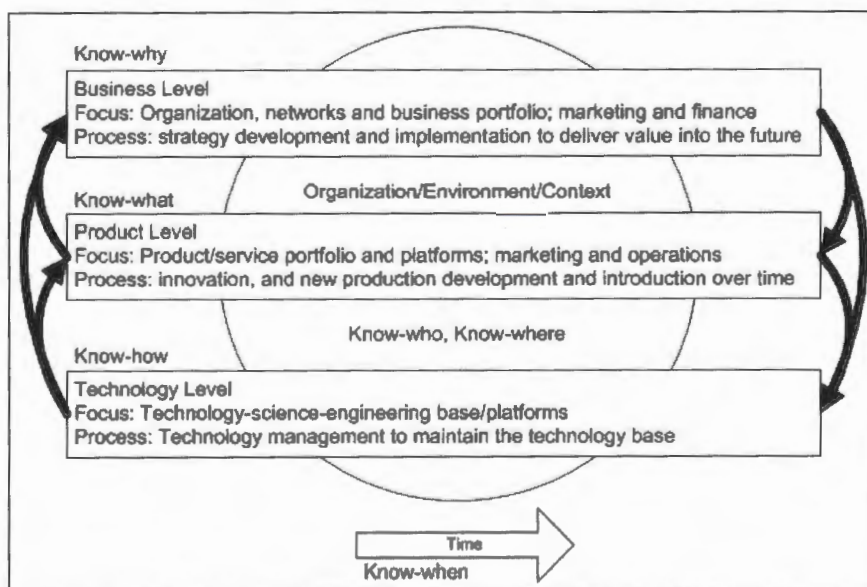 Know-why
Business Level
Focus: Organization, networks and business portfolio; marketing and finance
Process: strategy development and implementation to deliver value into the future
Organization/Environment/Context
Know-what
Product Level
Focus: Product/service portfolio and platforms; marketing and operations
Process: innovation, and new production development and introduction over time
Know-who, Know-where
Know-how
Technology Level
Focus: Technology-science-engineering base/platforms
Process: Technology management to maintain the technology base
Time
Know-when